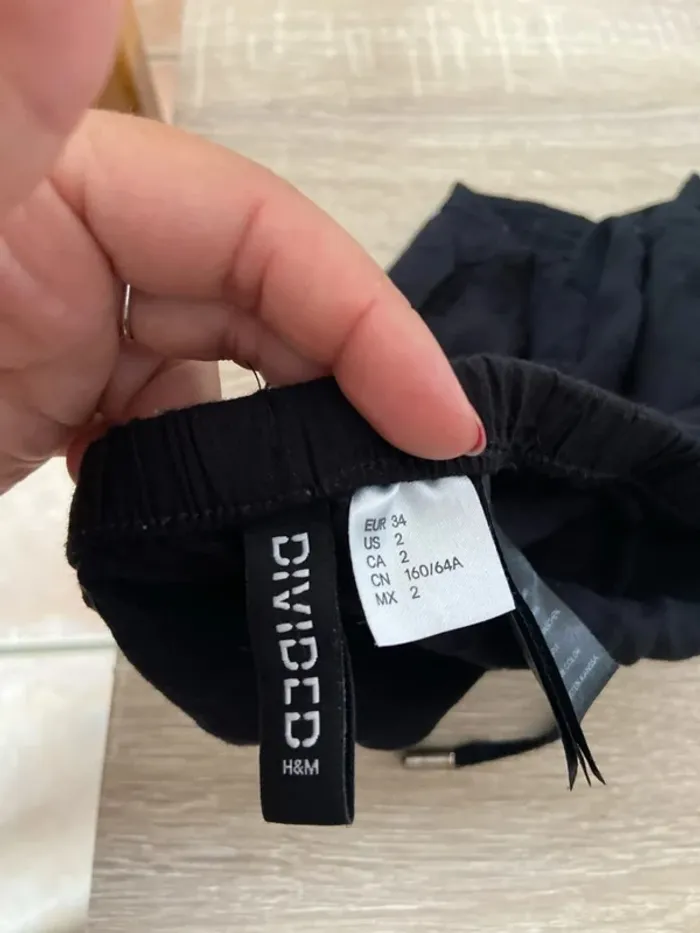 DIVIDED
H&M
EUR 34
US 2
CA 2
CN 160/64A
MX 2